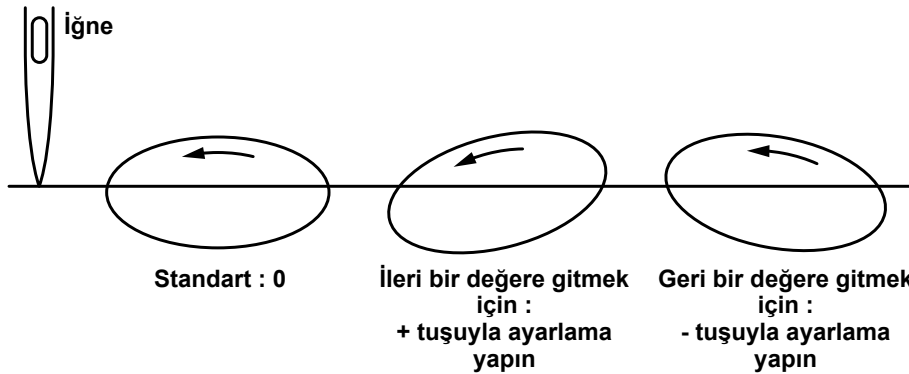 İğne
Standart : 0
İleri bir değere gitmek
için :
+ tuşuyla ayarlama
yapın
Geri bir değere gitmek
için :
- tuşuyla ayarlama
yapın